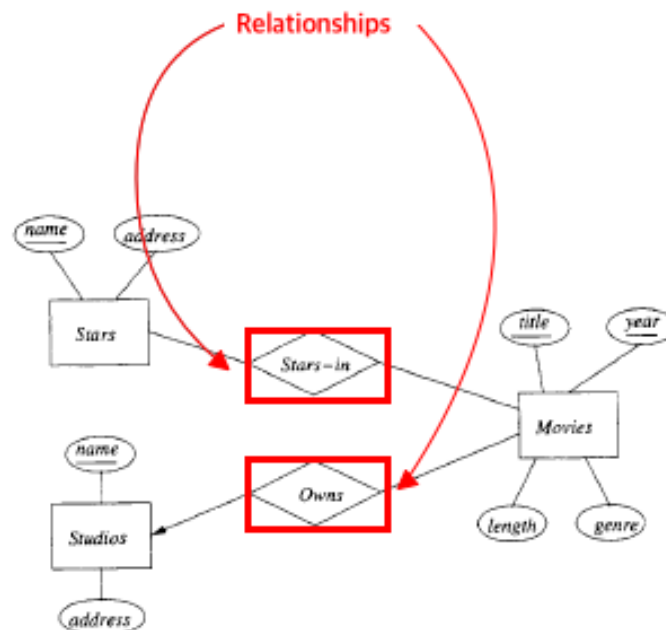 Relationships
name
address
Stars
title
year
Stars-in
Movies
name
Owns
length
genre
Studios
address